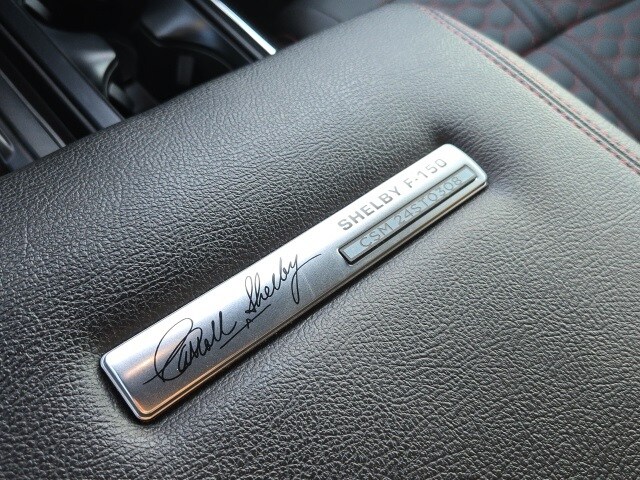 Carroll Shelby
SHELBY F-150
CSM 24ST0308